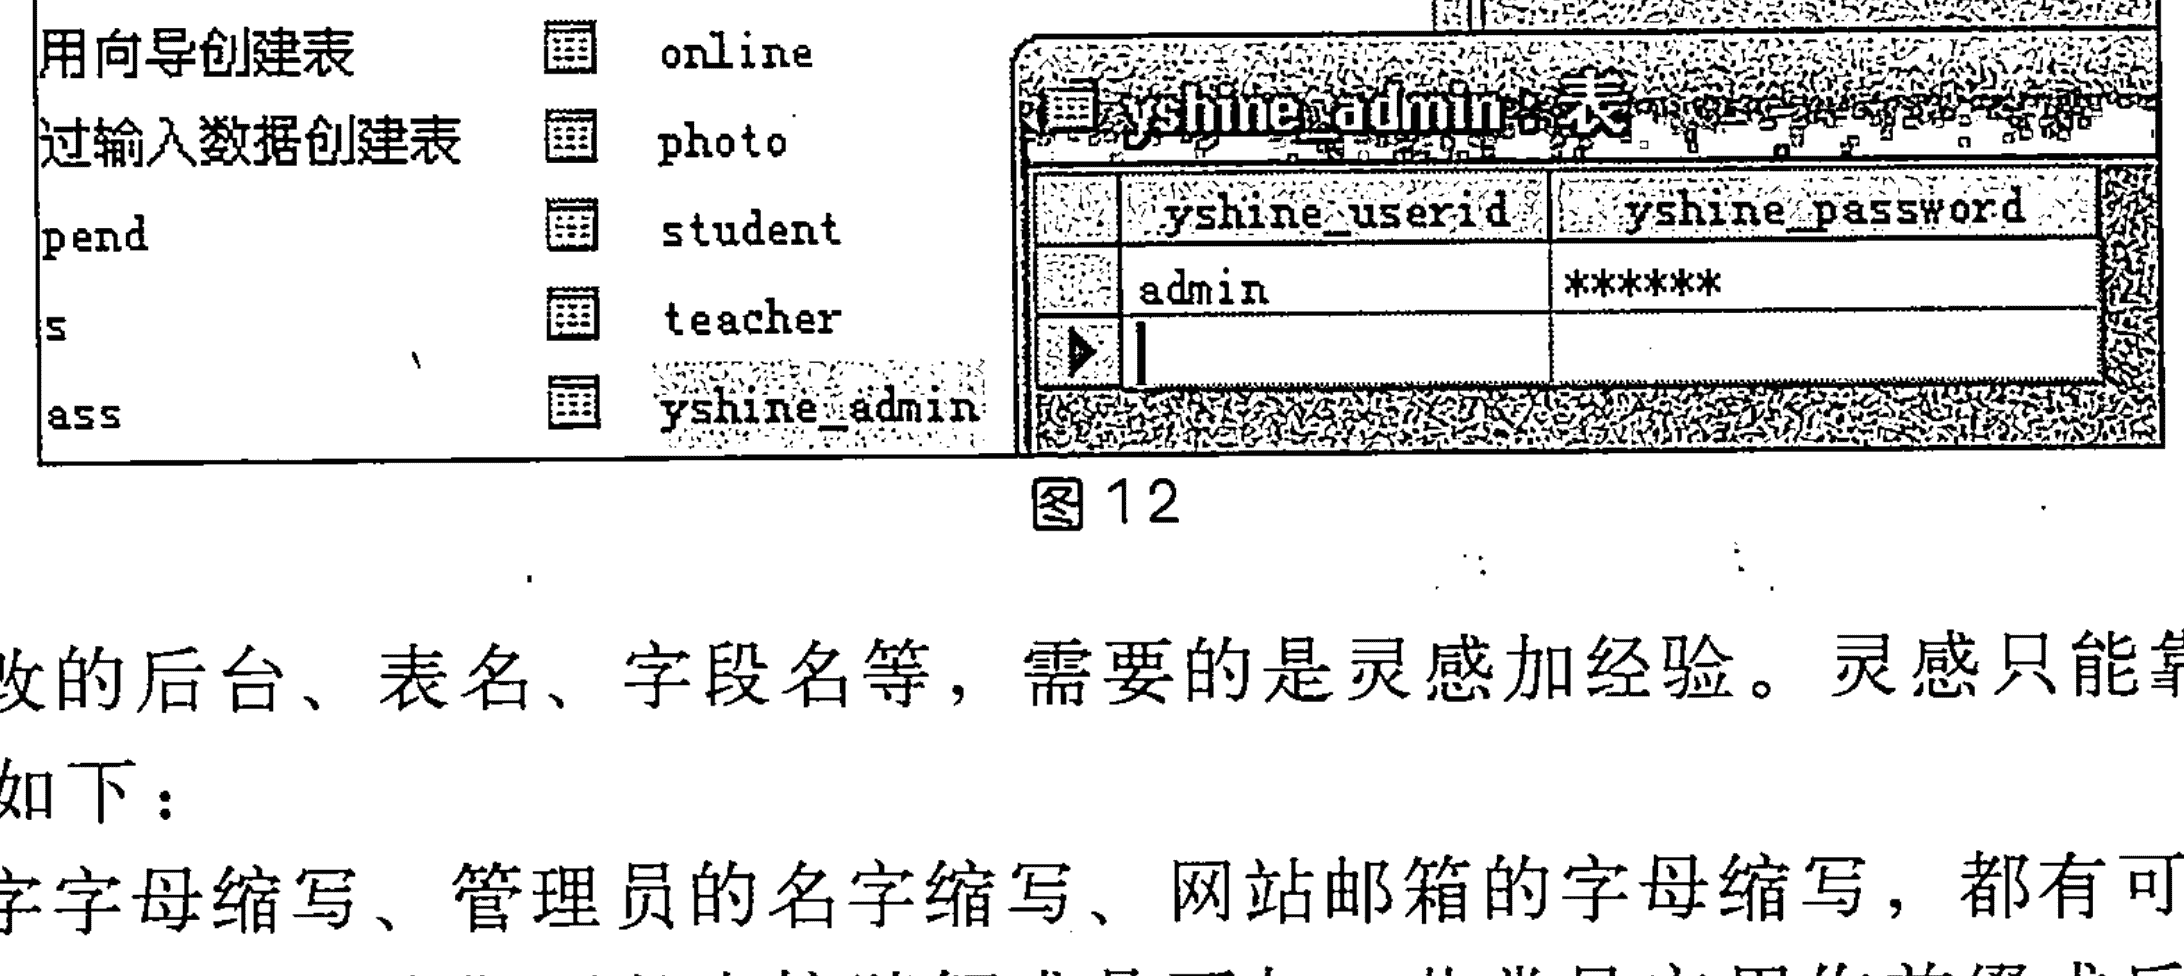 用向导创建表
过输入数据创建表
pend
s
ass
online
photo
student
teacher
yshine_admin
yshine_admin : 表
yshine_userid yshine_password
admin ******
图 12
的后台、表名、字段名等，需要的是灵感加经验。灵感只能
如下：
字母缩写、管理员的名字缩写、网站邮箱的字母缩写，都有可